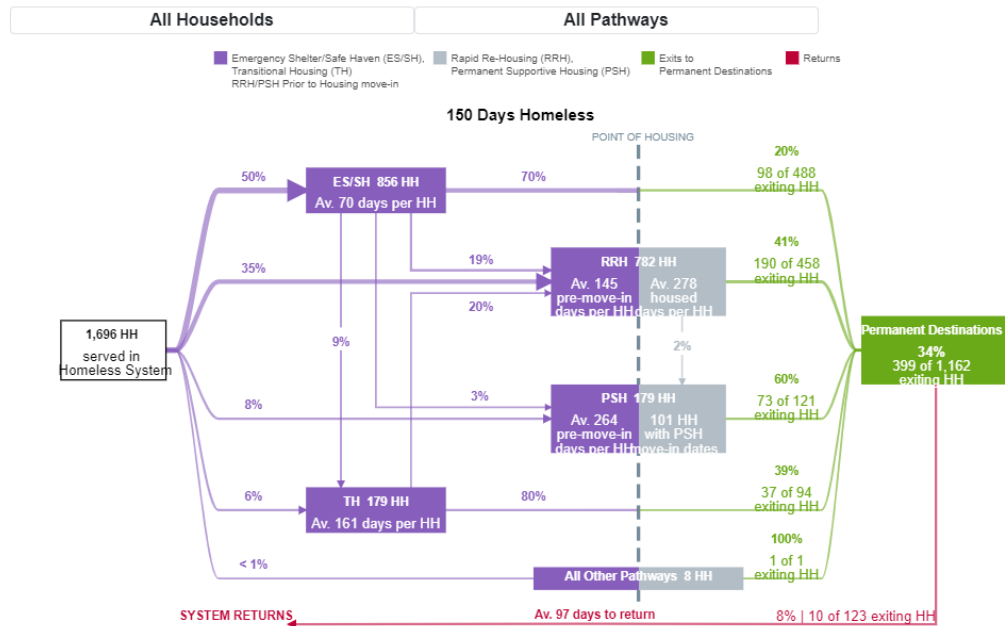 All Households
All Pathways
Emergency Shelter/Safe Haven (ES/SH),
Transitional Housing (TH)
RRH/PSH Prior to Housing move-in
Rapid Re-Housing (RRH),
Permanent Supportive Housing (PSH)
Exits to
Permanent Destinations
Returns
150 Days Homeless
POINT OF HOUSING
50%
ES/SH 856 HH
Av. 70 days per HH
70%
20%
98 of 488
exiting HH
35%
19%
20%
RRH 782 HH
Av. 145
pre-move-in
days per HH
Av. 278
housed
days per HH
41%
190 of 458
exiting HH
1,696 HH
served in
Homeless System
9%
2%
Permanent Destinations
34%
399 of 1,162
exiting HH
8%
3%
PSH 179 HH
Av. 264
pre-move-in
days per HH
101 HH
with PSH
move-in dates
60%
73 of 121
exiting HH
6%
TH 179 HH
Av. 161 days per HH
80%
39%
37 of 94
exiting HH
< 1%
All Other Pathways 8 HH
100%
1 of 1
exiting HH
SYSTEM RETURNS
Av. 97 days to return
8% | 10 of 123 exiting HH